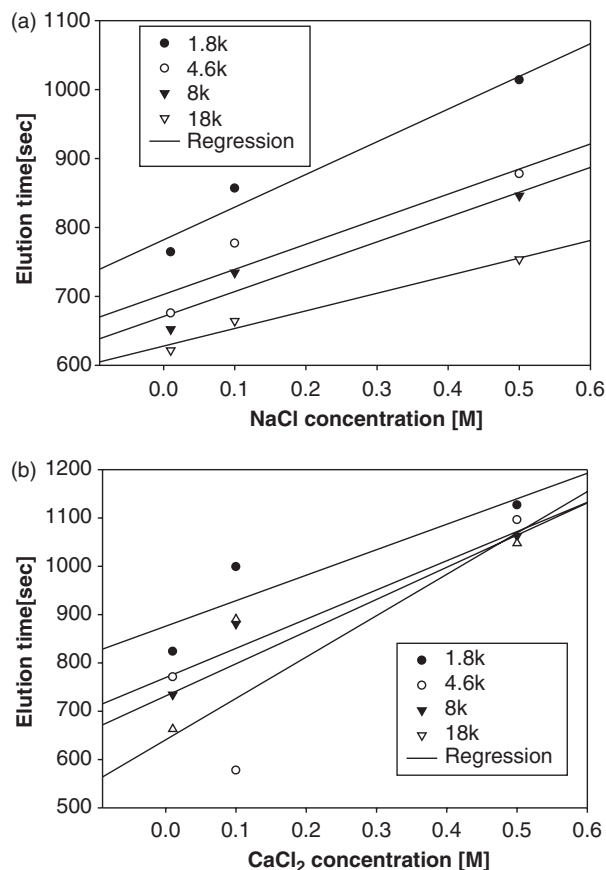 (a)
1100
1000
900
800
700
600
Elution time[sec]
1.8k
4.6k
8k
18k
Regression
0.0 0.1 0.2 0.3 0.4 0.5 0.6
NaCl concentration [M]
(b)
1200
1100
1000
900
800
700
600
500
Elution time[sec]
1.8k
4.6k
8k
18k
Regression
0.0 0.1 0.2 0.3 0.4 0.5 0.6
CaCl₂ concentration [M]